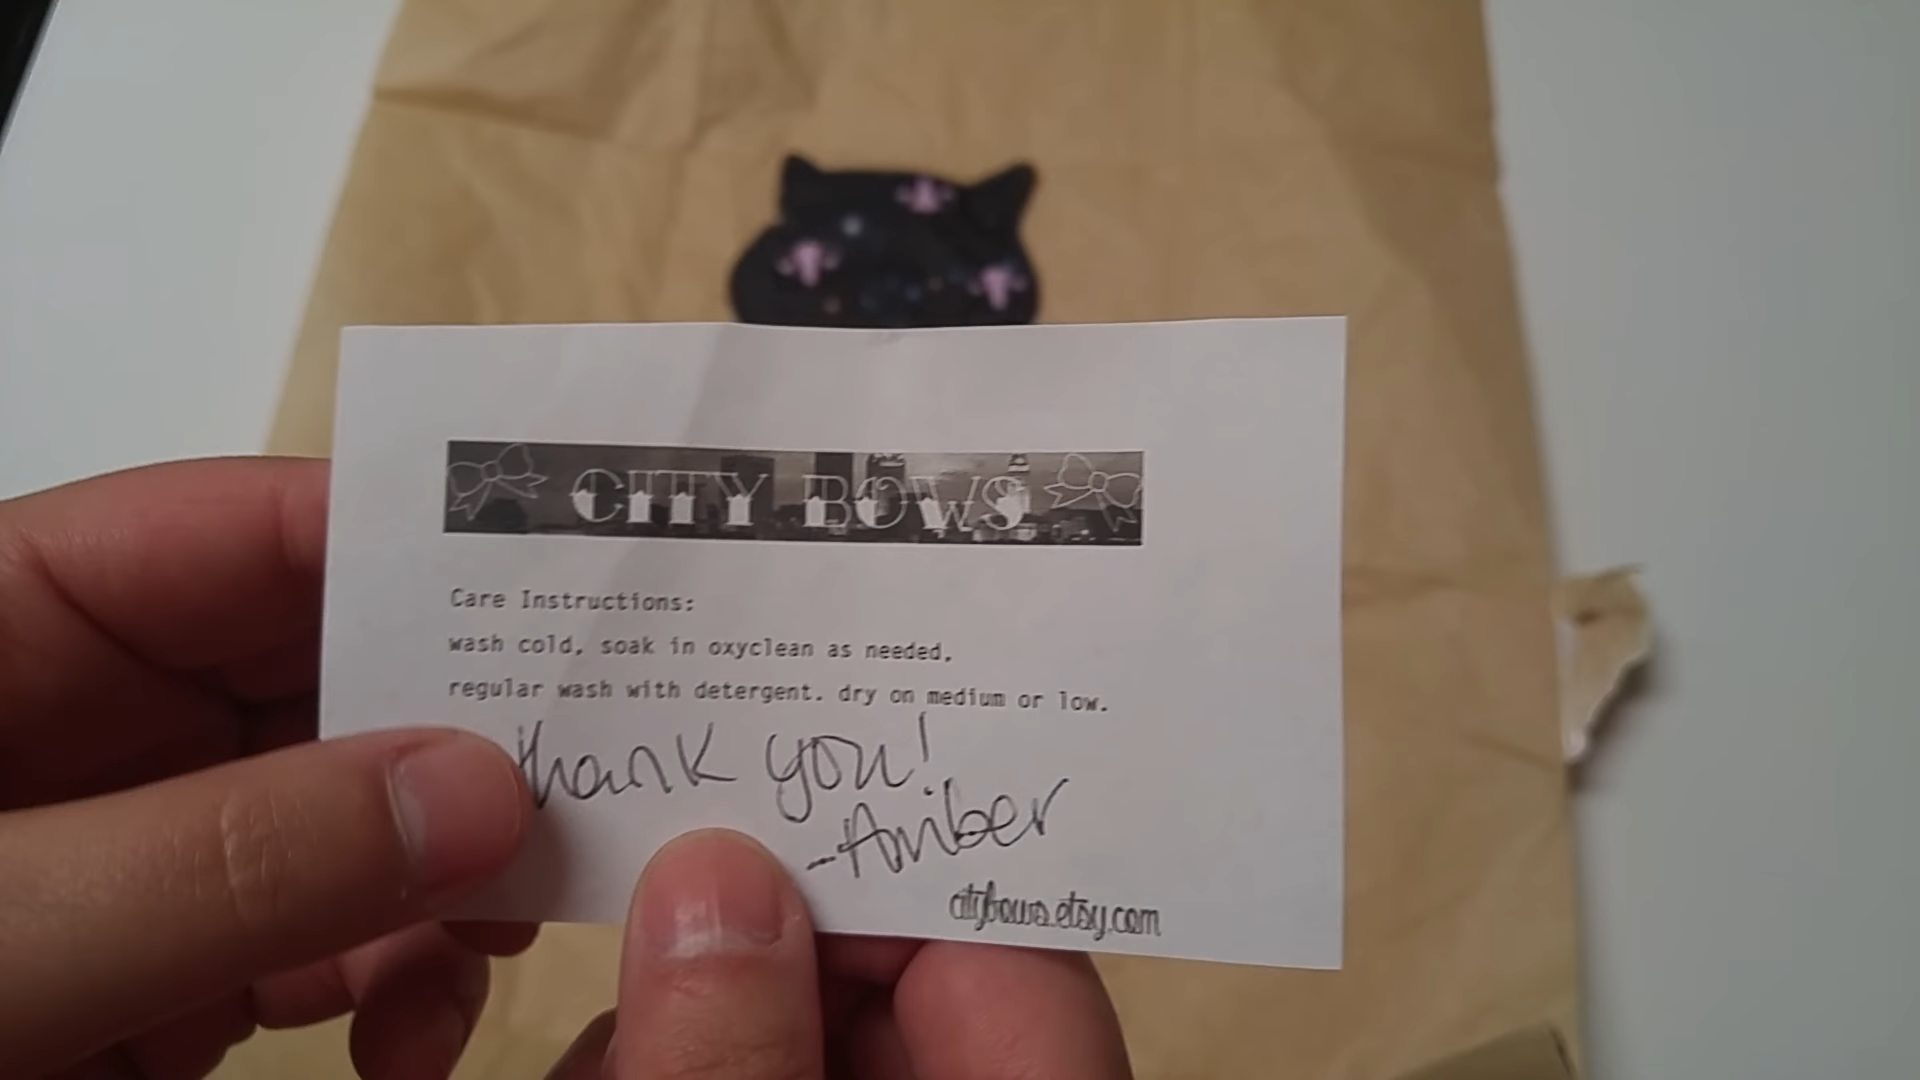 CITY BOWS
Care Instructions:
wash cold, soak in oxyclean as needed,
regular wash with detergent. dry on medium or low.
thank you!
-Amber
citybows.etsy.com